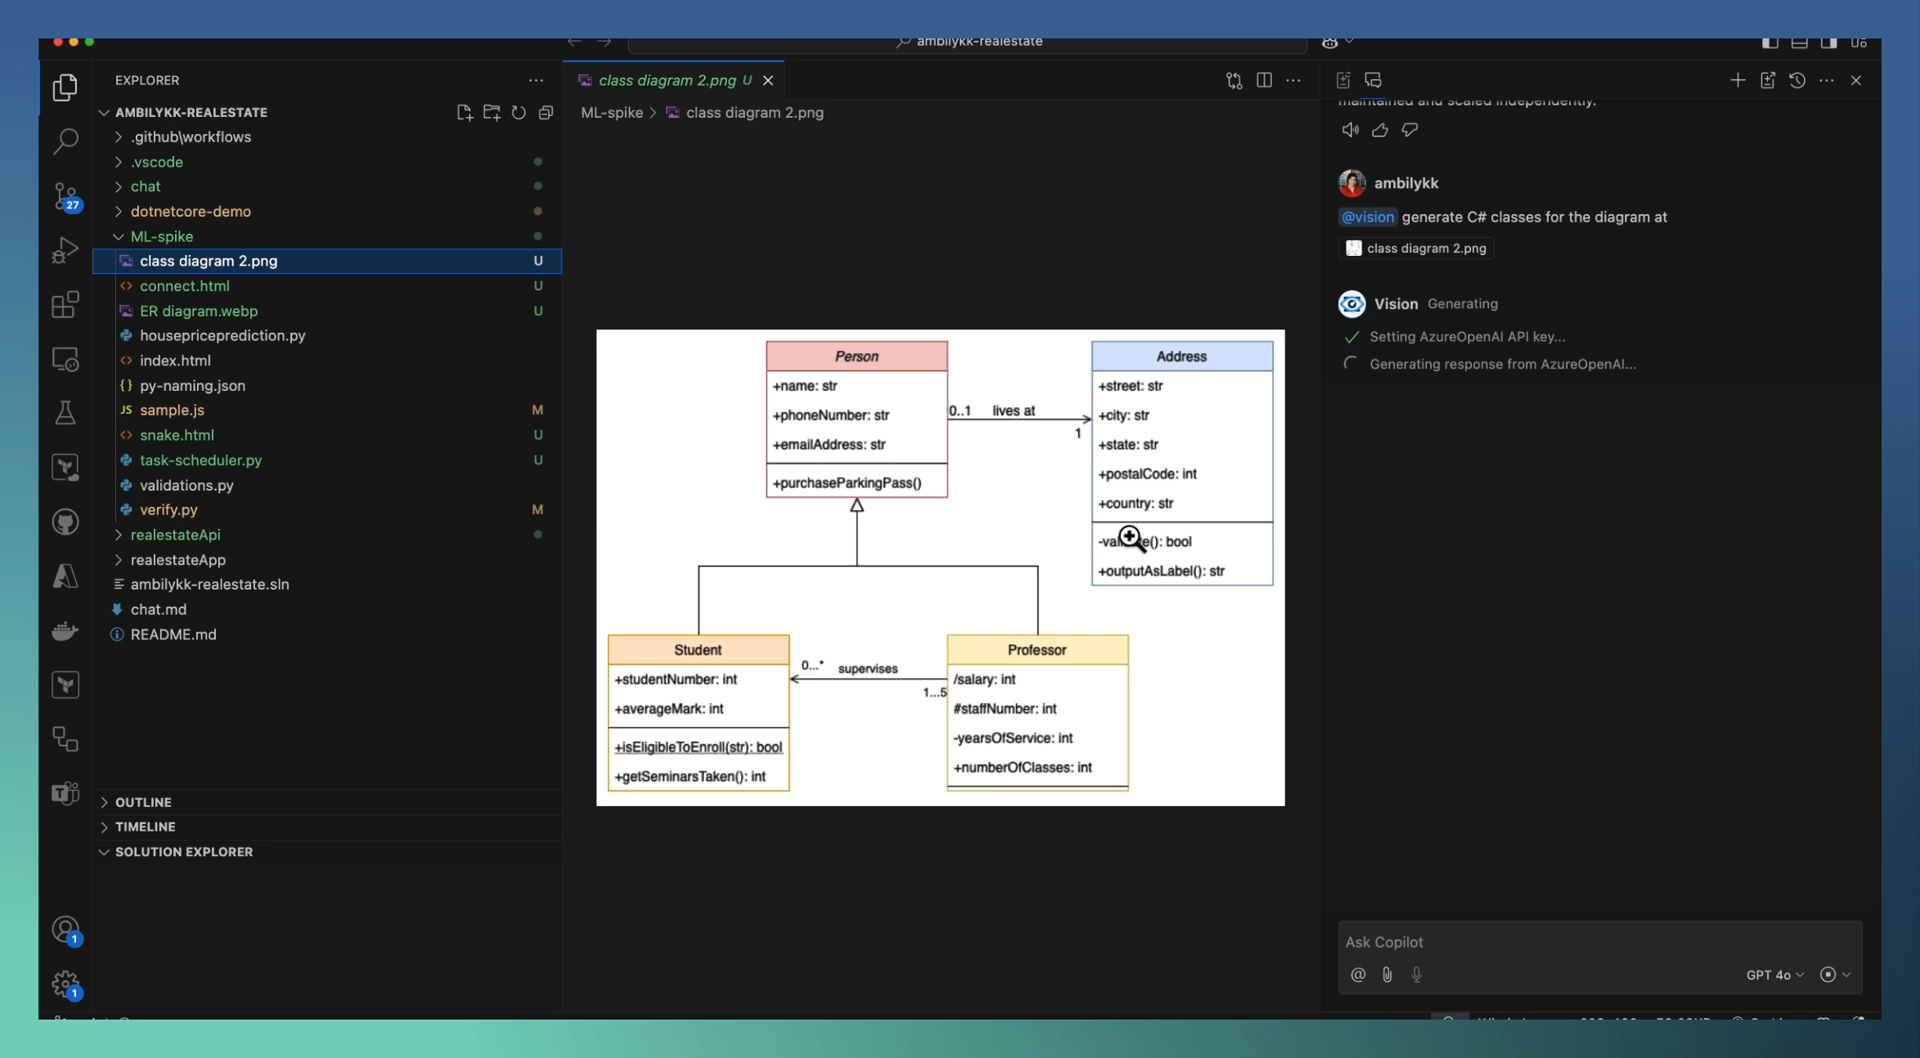 ambilykk-realestate
EXPLORER
AMBILYKK-REALESTATE
.github\workflows
.vscode
chat
dotnetcore-demo
ML-spike
class diagram 2.png U
connect.html U
ER diagram.webp U
housepriceprediction.py
index.html
{} py-naming.json
JS sample.js M
snake.html U
task-scheduler.py U
validations.py
verify.py M
realestateApi
realestateApp
ambilykk-realestate.sln
chat.md
README.md
OUTLINE
TIMELINE
SOLUTION EXPLORER
27
1
1
class diagram 2.png U
ML-spike > class diagram 2.png
Person
+name: str
+phoneNumber: str
+emailAddress: str
+purchaseParkingPass()
0..1 lives at
1
Address
+street: str
+city: str
+state: str
+postalCode: int
+country: str
e(): bool
+outputAsLabel(): str
Student
+studentNumber: int
+averageMark: int
+isEligibleToEnroll(str): bool
+getSeminarsTaken(): int
0...* supervises
1...5
Professor
/salary: int
#staffNumber: int
-yearsOfService: int
+numberOfClasses: int
maintained and scaled independently.
ambilykk
@vision generate C# classes for the diagram at
class diagram 2.png
Vision Generating
Setting AzureOpenAI API key...
Generating response from AzureOpenAI...
Ask Copilot
@
GPT 4o